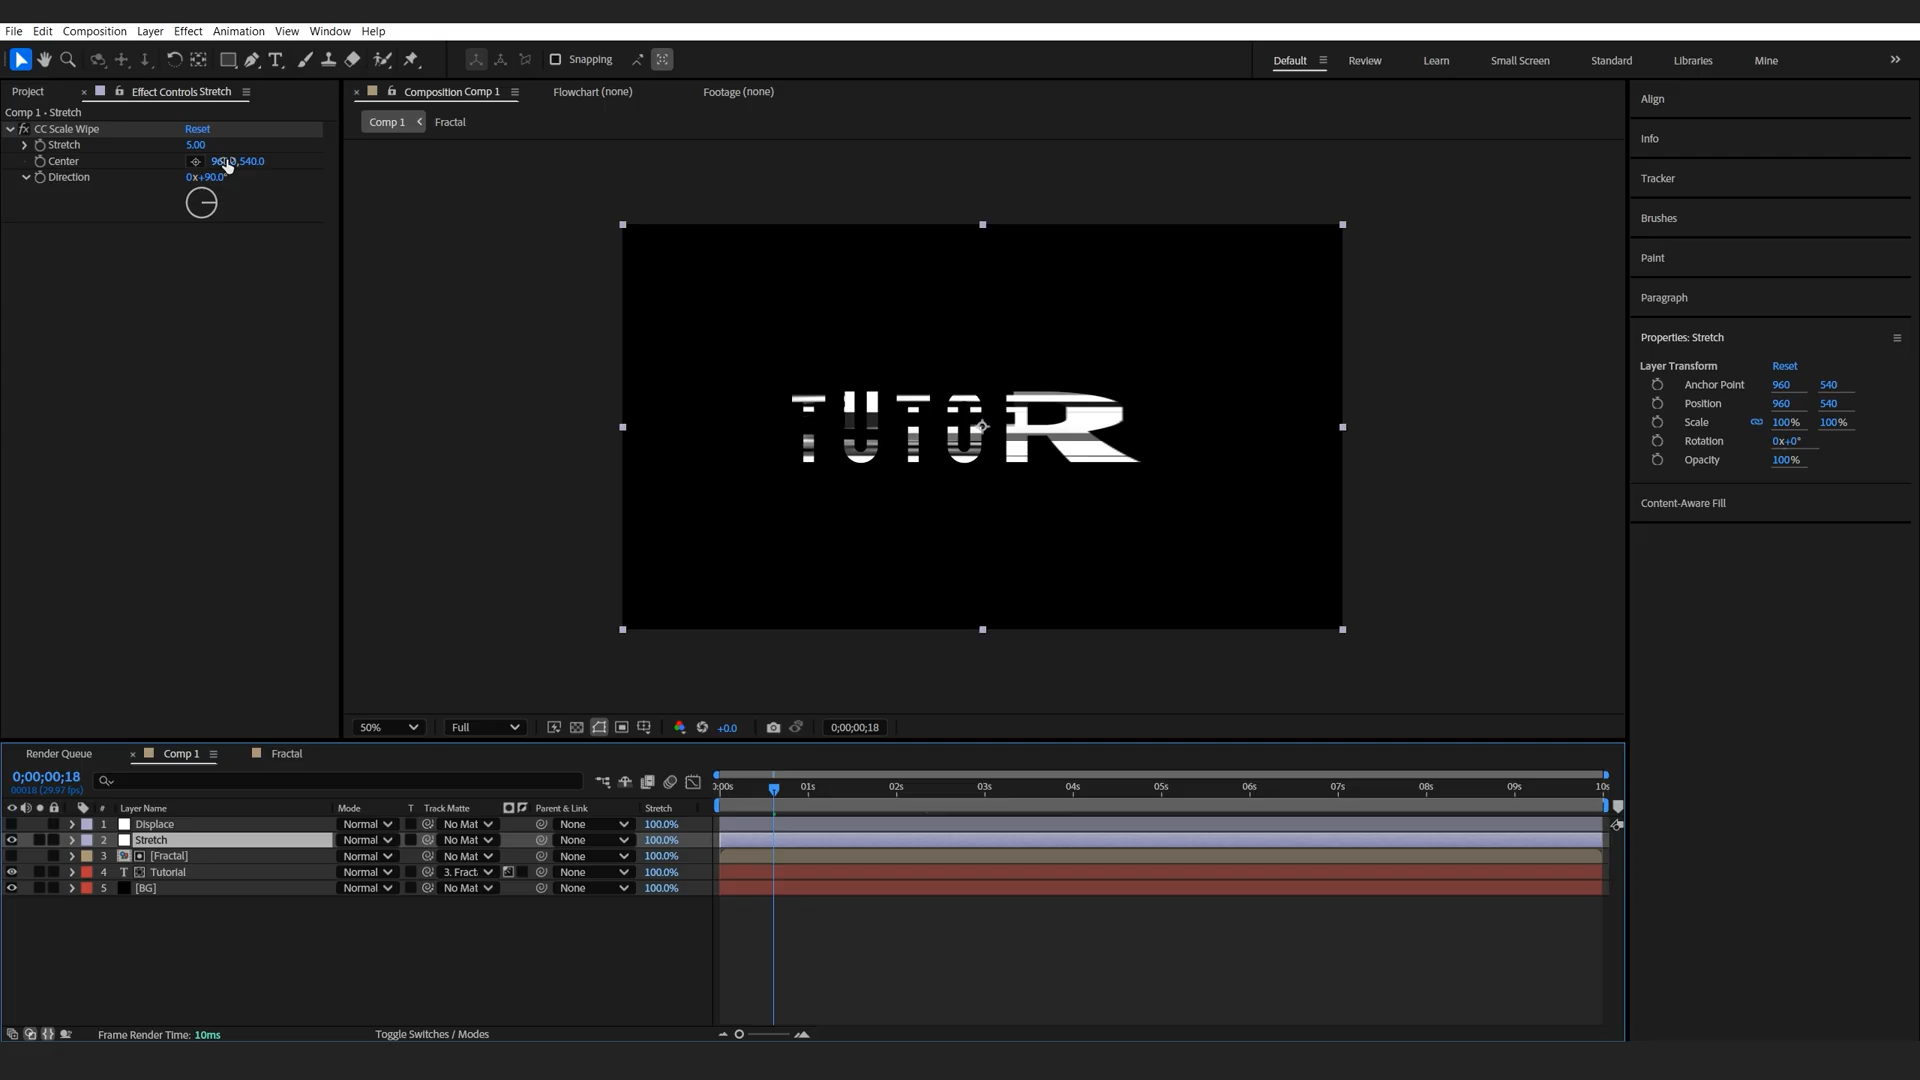 File Edit Composition Layer Effect Animation View Window Help
Snapping
Default Review Learn Small Screen Standard Libraries Mine
Project
Effect Controls Stretch
Composition Comp 1
Flowchart (none)
Footage (none)
Comp 1 • Stretch
Comp 1
Fractal
fx CC Scale Wipe Reset
Stretch 5.00
Center ,540.0
Direction 0x+90.0°
TUTOR
Align
Info
Tracker
Brushes
Paint
Paragraph
Properties: Stretch
Layer Transform Reset
Anchor Point 960 540
Position 960 540
Scale 100% 100%
Rotation 0x+0°
Opacity 100%
Content-Aware Fill
50% Full +0.0 0;00;00;18
Render Queue Comp 1 Fractal
0;00;00;18
00018 (29.97 fps)
:00s 01s 02s 03s 04s 05s 06s 07s 08s 09s 10s
# Layer Name Mode T Track Matte Parent & Link Stretch
1 Displace Normal No Mat None 100.0%
2 Stretch Normal No Mat None 100.0%
3 [Fractal] Normal No Mat None 100.0%
4 T Tutorial Normal 3. Fract None 100.0%
5 [BG] Normal No Mat None 100.0%
Frame Render Time: 10ms
Toggle Switches / Modes